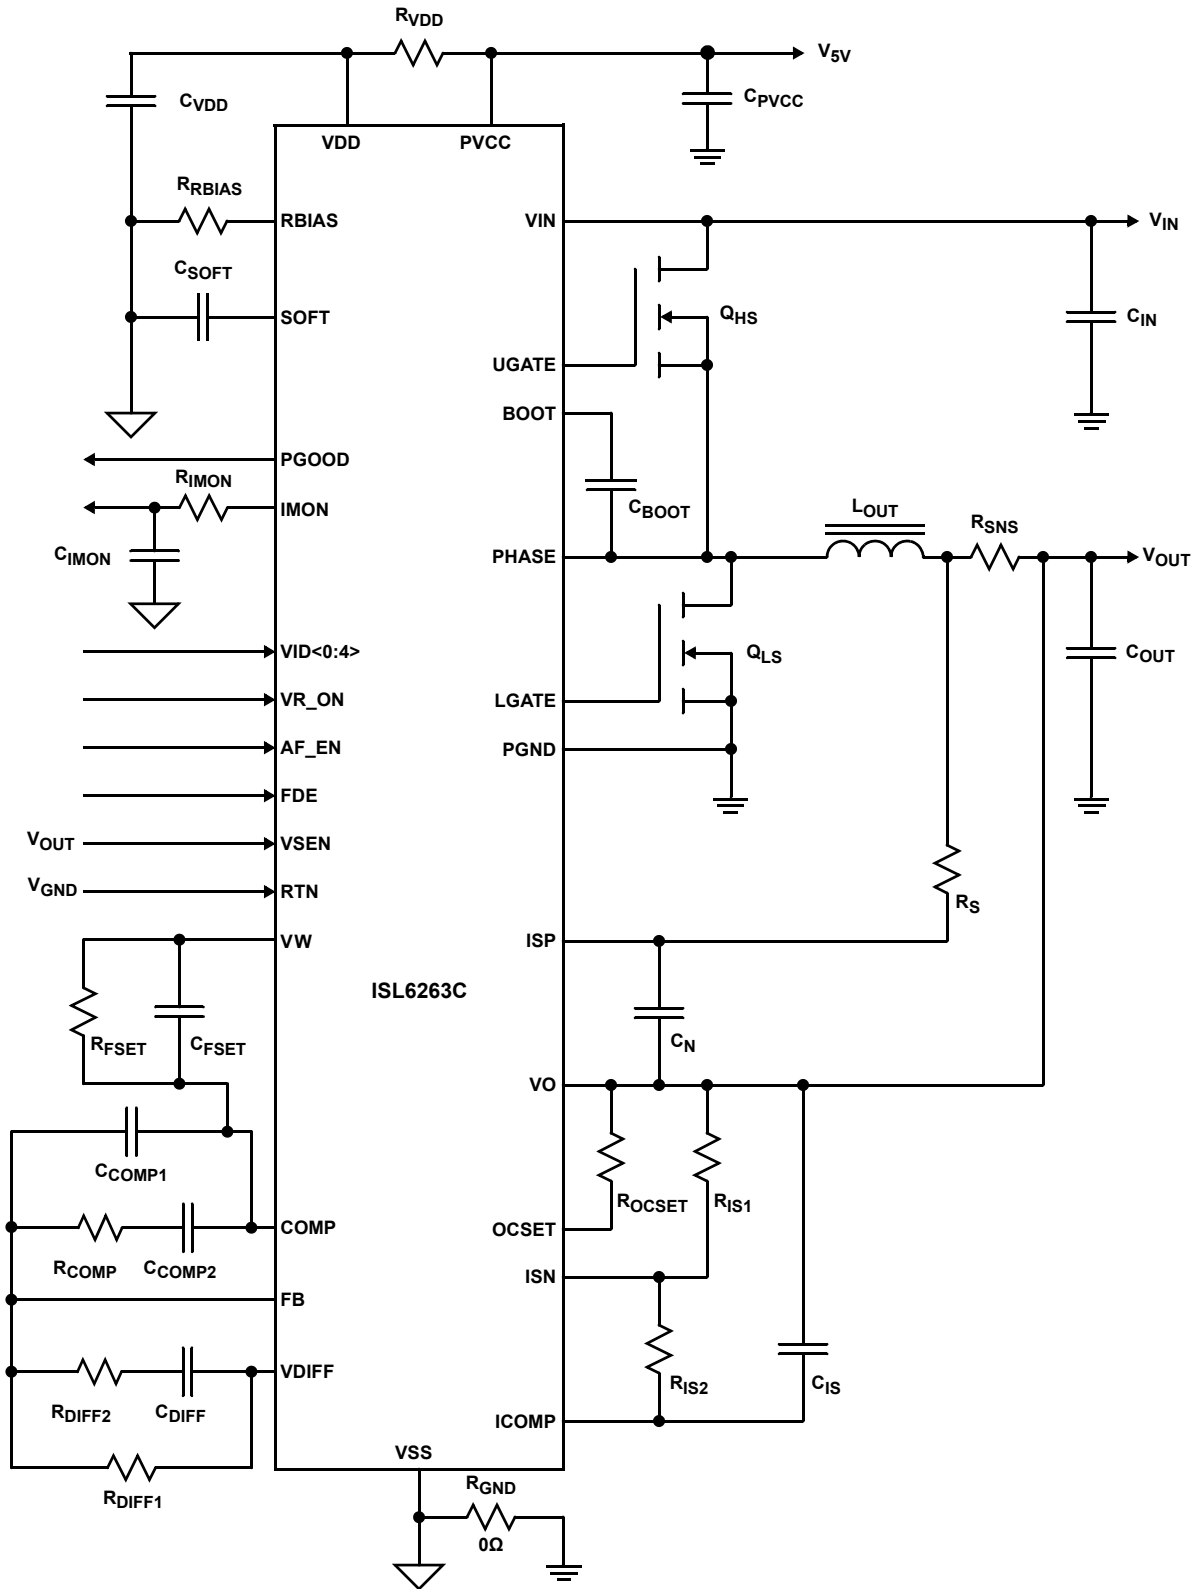 RVDD
V5V
CVDD
CPVCC
VDD
PVCC
RRBIAS
RBIAS
VIN
VIN
CSOFT
SOFT
QHS
CIN
UGATE
BOOT
PGOOD
RIMON
IMON
CBOOT
LOUT
RSNS
CIMON
PHASE
VOUT
VID<0:4>
QLS
COUT
VR_ON
LGATE
AF_EN
PGND
FDE
VOUT
VSEN
VGND
RTN
RS
VW
ISP
ISL6263C
RFSET
CFSET
CN
VO
CCOMP1
ROCSET
RIS1
COMP
OCSET
RCOMP
CCOMP2
ISN
FB
VDIFF
RIS2
CIS
RDIFF2
CDIFF
ICOMP
VSS
RDIFF1
RGND
0Ω